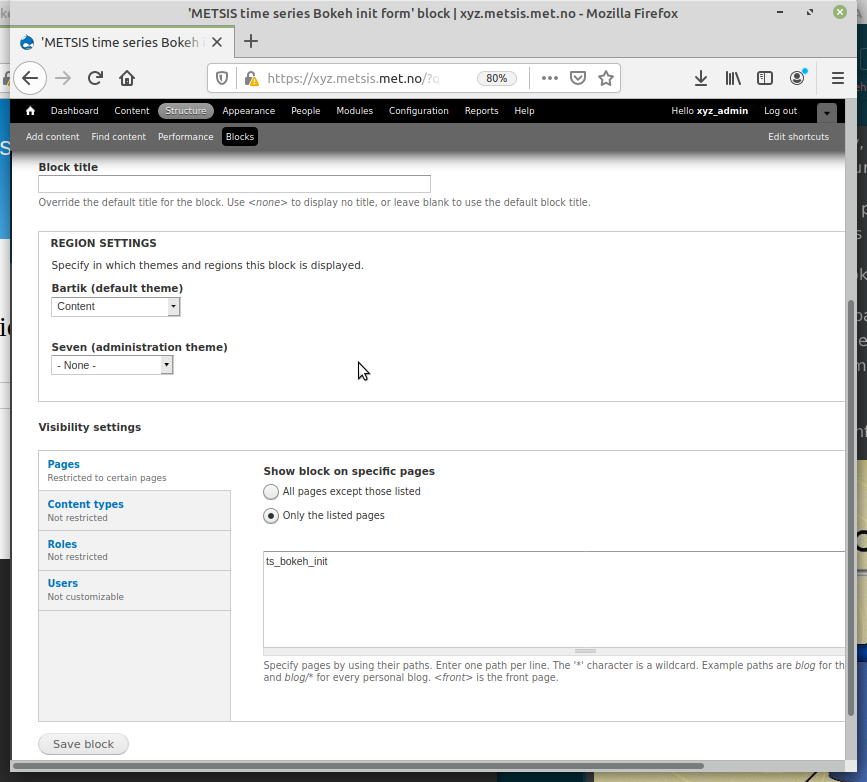 'METSIS time series Bokeh init form' block | xyz.metsis.met.no - Mozilla Firefox
'METSIS time series Bokeh
https://xyz.metsis.met.no/?q 80%
Dashboard Content Structure Appearance People Modules Configuration Reports Help Hello xyz_admin Log out
Add content Find content Performance Blocks Edit shortcuts
Block title
Override the default title for the block. Use <none> to display no title, or leave blank to use the default block title.
REGION SETTINGS
Specify in which themes and regions this block is displayed.
Bartik (default theme)
Content
Seven (administration theme)
- None -
Visibility settings
Pages
Restricted to certain pages
Content types
Not restricted
Roles
Not restricted
Users
Not customizable
Show block on specific pages
All pages except those listed
Only the listed pages
ts_bokeh_init
Specify pages by using their paths. Enter one path per line. The '*' character is a wildcard. Example paths are blog for th
and blog/* for every personal blog. <front> is the front page.
Save block